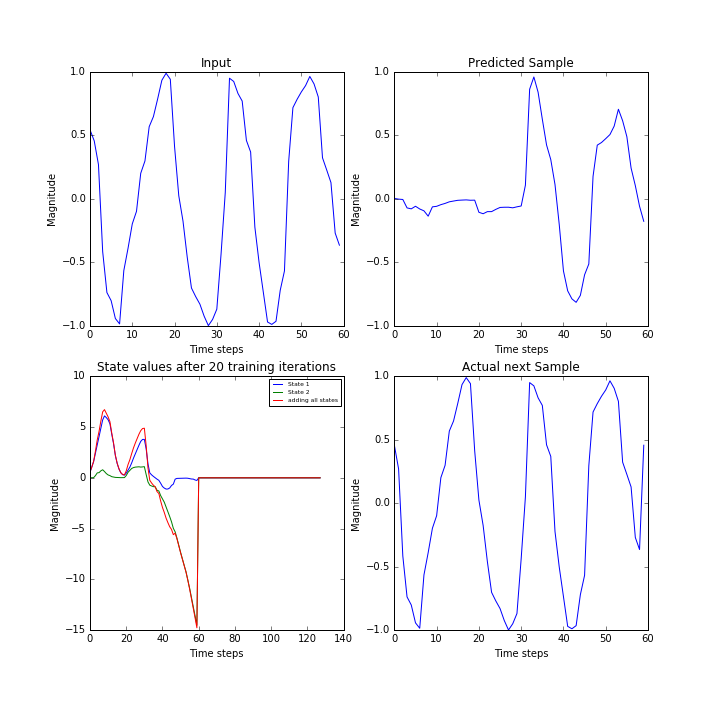 Input
1.0
0.5
0.0
−0.5
−1.0
Magnitude
0 10 20 30 40 50 60
Time steps
Predicted Sample
1.0
0.5
0.0
−0.5
−1.0
Magnitude
0 10 20 30 40 50 60
Time steps
State values after 20 training iterations
State 1
State 2
adding all states
10
5
0
−5
−10
−15
Magnitude
0 20 40 60 80 100 120 140
Time steps
Actual next Sample
1.0
0.5
0.0
−0.5
−1.0
Magnitude
0 10 20 30 40 50 60
Time steps